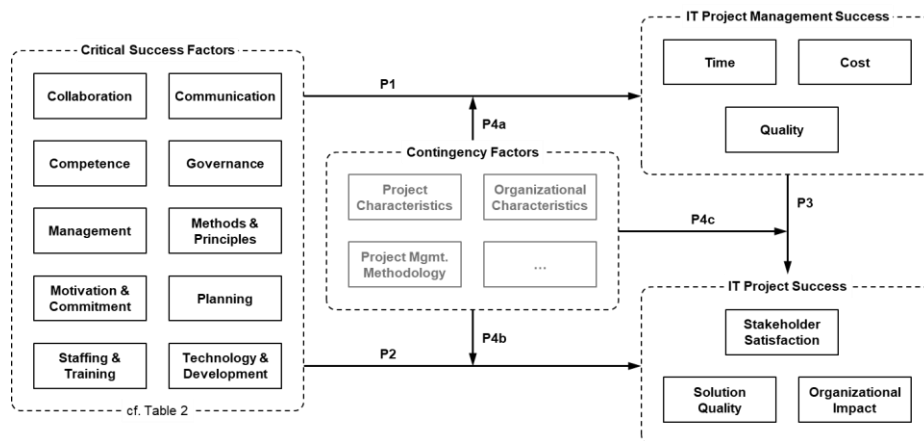 Critical Success Factors
Collaboration
Communication
Competence
Governance
Management
Methods &
Principles
Motivation &
Commitment
Planning
Staffing &
Training
Technology &
Development
cf. Table 2
P1
P4a
Contingency Factors
Project
Characteristics
Organizational
Characteristics
Project Mgmt.
Methodology
...
P4c
P4b
P2
IT Project Management Success
Time
Cost
Quality
P3
IT Project Success
Stakeholder
Satisfaction
Solution
Quality
Organizational
Impact